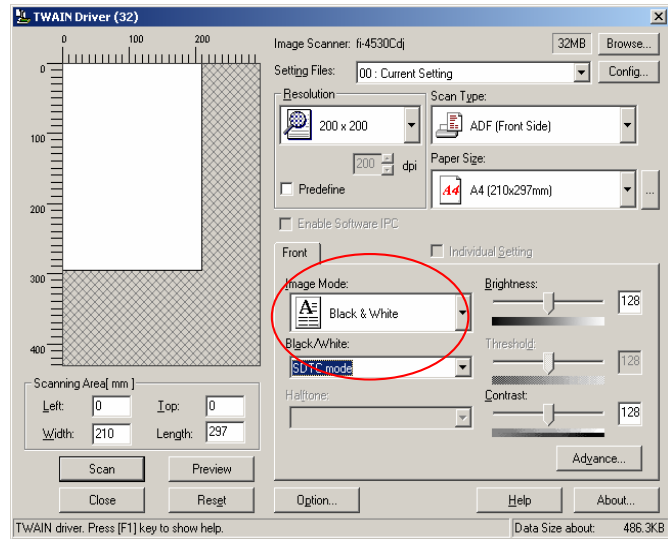 TWAIN Driver (32)
0 100 200
0
100
200
300
400
Scanning Area[ mm ]
Left: 0 Top: 0
Width: 210 Length: 297
Scan Preview
Close Reset
Image Scanner: fi-4530Cdj 32MB Browse...
Setting Files: 00 : Current Setting Config...
Resolution
200 x 200
200 dpi
Predefine
Scan Type:
ADF (Front Side)
Paper Size:
A4 A4 (210x297mm) ...
Enable Software IPC
Front Individual Setting
Image Mode:
A Black & White
Black/White:
SDTC mode
Halftone:
Brightness:
128
Threshold:
128
Contrast:
128
Advance...
Option... Help About...
TWAIN driver. Press [F1] key to show help. Data Size about: 486.3KB